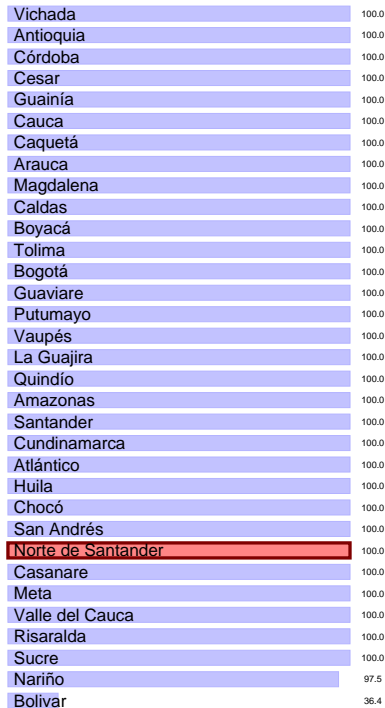 Vichada 100.0
Antioquia 100.0
Córdoba 100.0
Cesar 100.0
Guainía 100.0
Cauca 100.0
Caquetá 100.0
Arauca 100.0
Magdalena 100.0
Caldas 100.0
Boyacá 100.0
Tolima 100.0
Bogotá 100.0
Guaviare 100.0
Putumayo 100.0
Vaupés 100.0
La Guajira 100.0
Quindío 100.0
Amazonas 100.0
Santander 100.0
Cundinamarca 100.0
Atlántico 100.0
Huila 100.0
Chocó 100.0
San Andrés 100.0
Norte de Santander 100.0
Casanare 100.0
Meta 100.0
Valle del Cauca 100.0
Risaralda 100.0
Sucre 100.0
Nariño 97.5
Bolivar 36.4